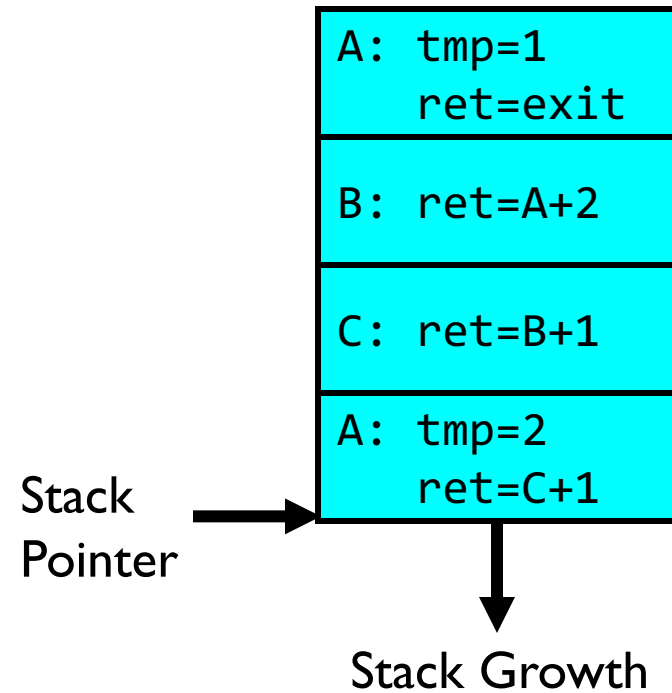 A: tmp=1
ret=exit
B: ret=A+2
C: ret=B+1
A: tmp=2
ret=C+1
Stack
Pointer
Stack Growth